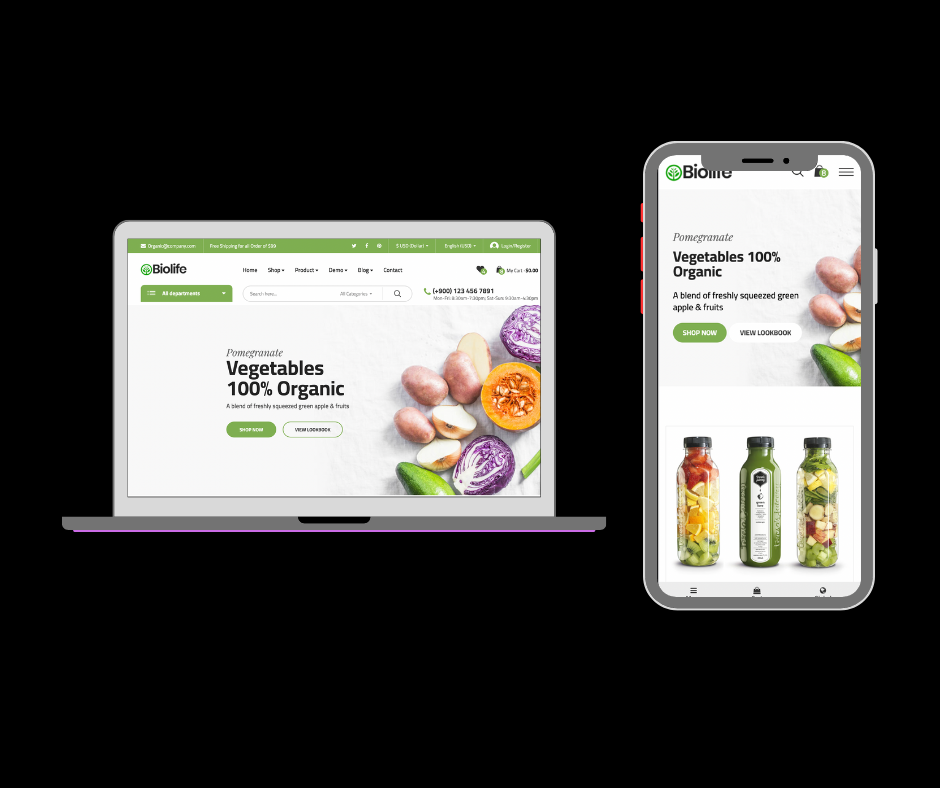 Organic@company.com
Free Shipping for all Order of $99
$ USD (Dollar)
English (USD)
Login/Register
Biolife
Home
Shop
Product
Demo
Blog
Contact
My Cart - $0.00
All departments
Search here...
All Categories
(+900) 123 456 7891
Mon-Fri: 8:30am-7:30pm; Sat-Sun: 9:30am-4:30pm
Pomegranate
Vegetables
100% Organic
A blend of freshly squeezed green apple & fruits
SHOP NOW
VIEW LOOKBOOK
Biolife
Pomegranate
Vegetables 100%
Organic
A blend of freshly squeezed green
apple & fruits
SHOP NOW
VIEW LOOKBOOK